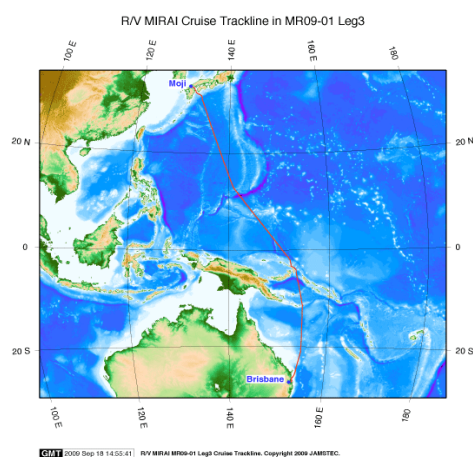 R/V MIRAI Cruise Trackline in MR09-01 Leg3
100 E
120 E
140 E
160 E
180
Moji
20 N
20 N
0
0
20 S
20 S
Brisbane
100 E
120 E
140 E
160 E
180
GMT 2009 Sep 18 14:55:41 R/V MIRAI MR09-01 Leg3 Cruise Trackline. Copyright 2009 JAMSTEC.